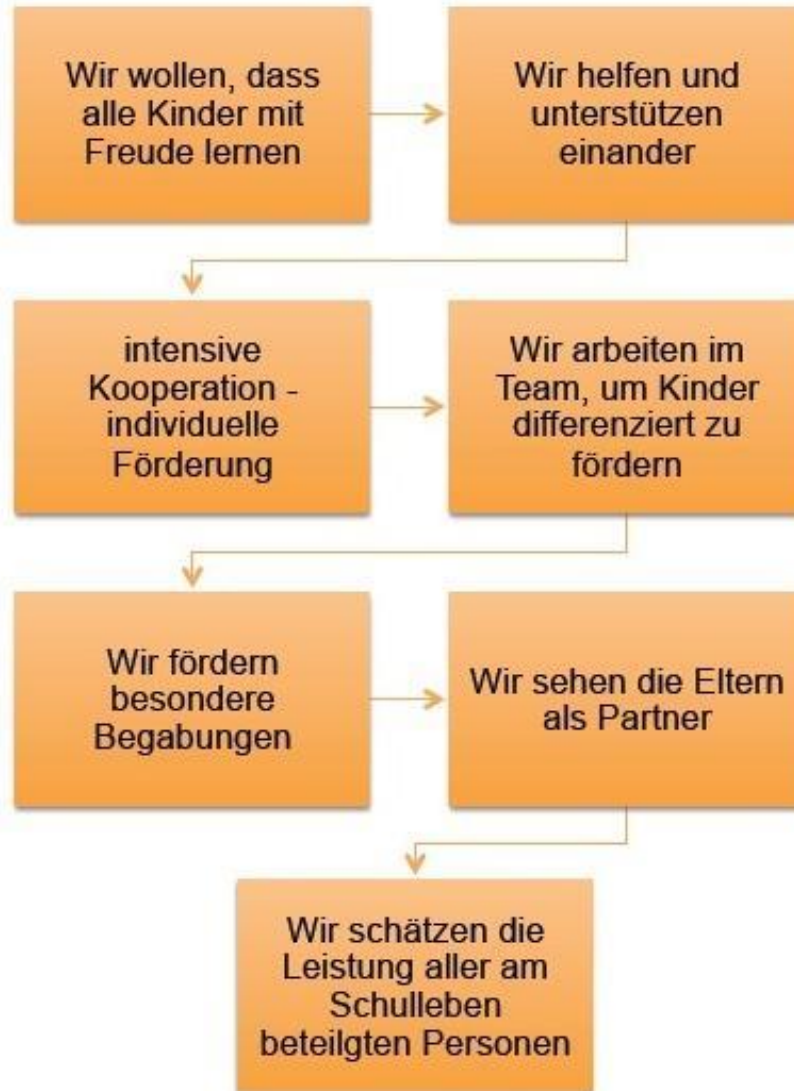 Wir wollen, dass
alle Kinder mit
Freude lernen
Wir helfen und
unterstützen
einander
intensive
Kooperation -
individuelle
Förderung
Wir arbeiten im
Team, um Kinder
differenziert zu
fördern
Wir fördern
besondere
Begabungen
Wir sehen die Eltern
als Partner
Wir schätzen die
Leistung aller am
Schulleben
beteilgten Personen